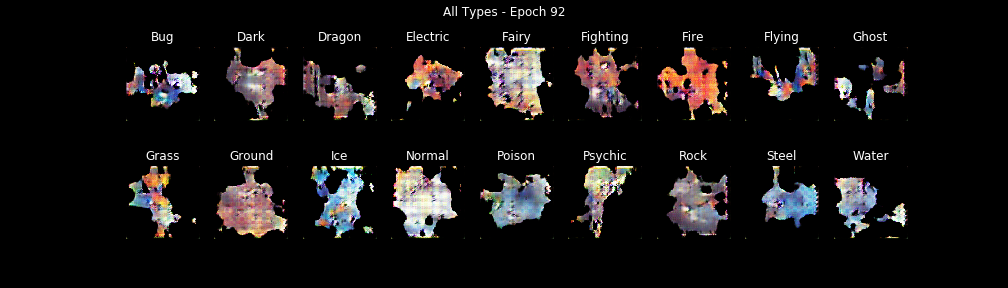 All Types - Epoch 92
Bug Dark Dragon Electric Fairy Fighting Fire Flying Ghost
Grass Ground Ice Normal Poison Psychic Rock Steel Water